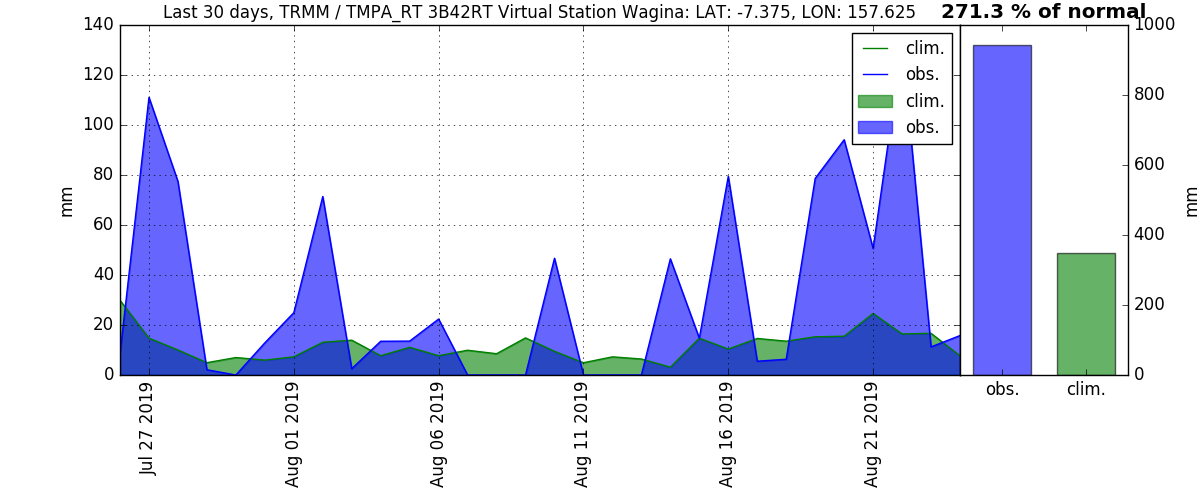 Last 30 days, TRMM / TMPA_RT 3B42RT Virtual Station Wagina: LAT: -7.375, LON: 157.625
271.3 % of normal
140
120
100
80
60
40
20
0
mm
clim.
obs.
clim.
obs.
1000
800
600
400
200
0
mm
Jul 27 2019
Aug 01 2019
Aug 06 2019
Aug 11 2019
Aug 16 2019
Aug 21 2019
obs.
clim.